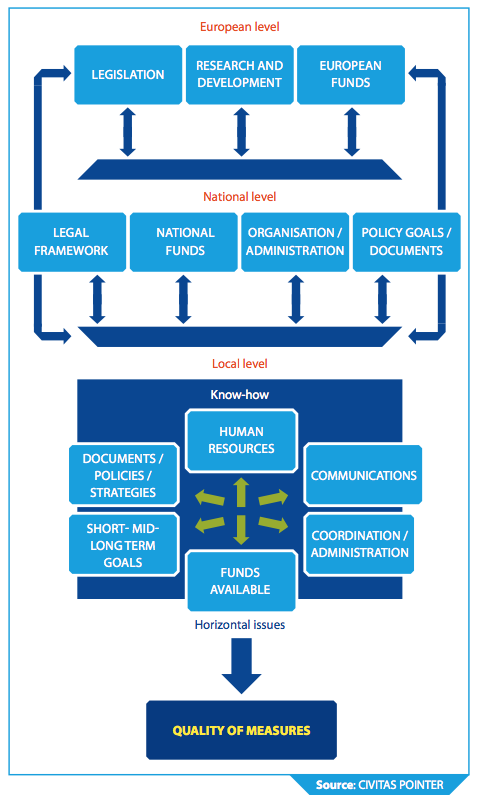 European level
LEGISLATION
RESEARCH AND
DEVELOPMENT
EUROPEAN
FUNDS
National level
LEGAL
FRAMEWORK
NATIONAL
FUNDS
ORGANISATION /
ADMINISTRATION
POLICY GOALS /
DOCUMENTS
Local level
Know-how
HUMAN
RESOURCES
DOCUMENTS /
POLICIES /
STRATEGIES
COMMUNICATIONS
SHORT- MID-
LONG TERM
GOALS
COORDINATION /
ADMINISTRATION
FUNDS
AVAILABLE
Horizontal issues
QUALITY OF MEASURES
Source: CIVITAS POINTER